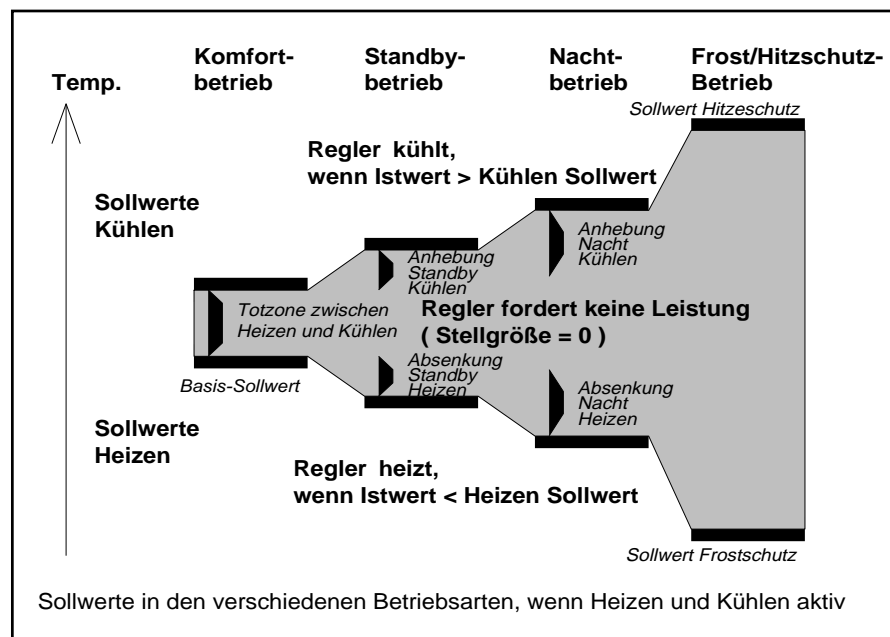 Komfort-
betrieb
Standby-
betrieb
Nacht-
betrieb
Frost/Hitzschutz-
Betrieb
Temp.
Sollwert Hitzeschutz
Regler kühlt,
wenn Istwert > Kühlen Sollwert
Sollwerte
Kühlen
Anhebung
Nacht
Kühlen
Anhebung
Standby
Kühlen
Totzone zwischen
Heizen und Kühlen
Regler fordert keine Leistung
( Stellgröße = 0 )
Basis-Sollwert
Absenkung
Standby
Heizen
Absenkung
Nacht
Heizen
Sollwerte
Heizen
Regler heizt,
wenn Istwert < Heizen Sollwert
Sollwert Frostschutz
Sollwerte in den verschiedenen Betriebsarten, wenn Heizen und Kühlen aktiv